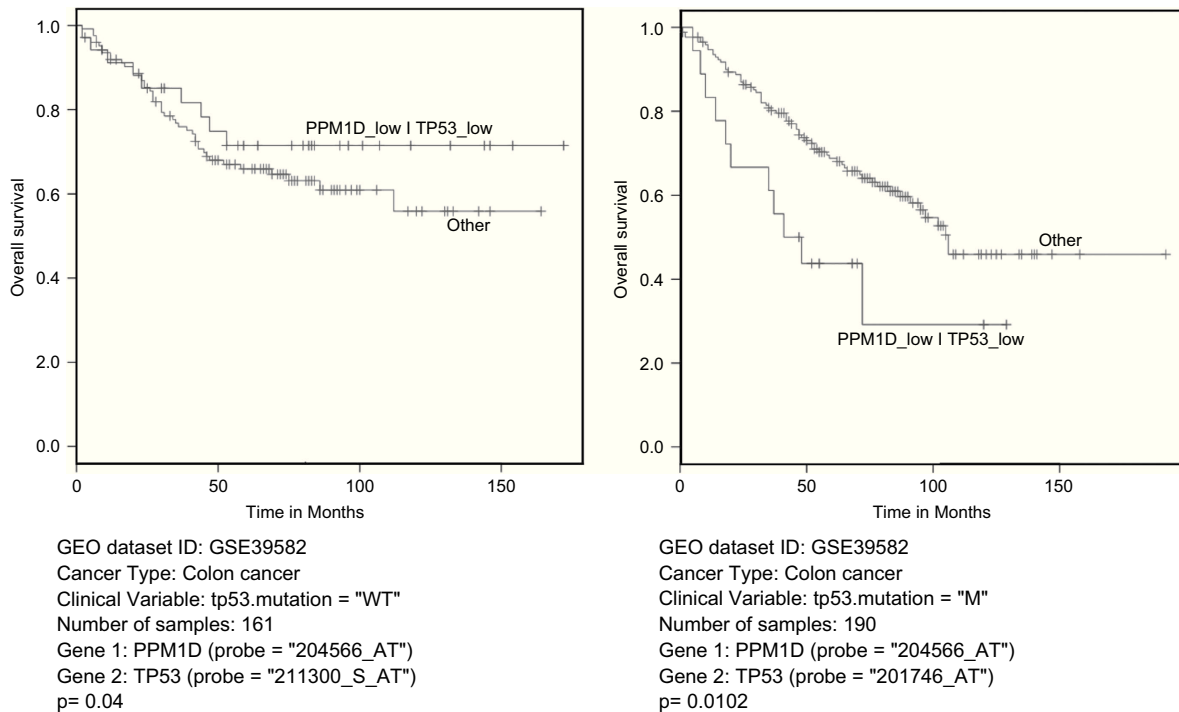 1.0
0.8
0.6
0.4
0.2
0.0
Overall survival
PPM1D_low I TP53_low
Other
0
50
100
150
Time in Months
GEO dataset ID: GSE39582
Cancer Type: Colon cancer
Clinical Variable: tp53.mutation = "WT"
Number of samples: 161
Gene 1: PPM1D (probe = "204566_AT")
Gene 2: TP53 (probe = "211300_S_AT")
p= 0.04
1.0
0.8
0.6
0.4
0.2
0.0
Overall survival
Other
PPM1D_low I TP53_low
0
50
100
150
Time in Months
GEO dataset ID: GSE39582
Cancer Type: Colon cancer
Clinical Variable: tp53.mutation = "M"
Number of samples: 190
Gene 1: PPM1D (probe = "204566_AT")
Gene 2: TP53 (probe = "201746_AT")
p= 0.0102